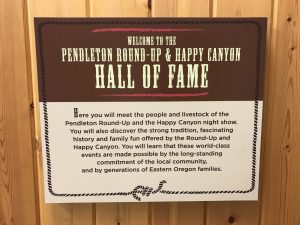 WELCOME TO THE
PENDLETON ROUND-UP & HAPPY CANYON
HALL OF FAME
Here you will meet the people and livestock of the
Pendleton Round-Up and the Happy Canyon night show.
You will also discover the strong tradition, fascinating
history and family fun offered by the Round-Up and
Happy Canyon. You will learn that these world-class
events are made possible by the long-standing
commitment of the local community,
and by generations of Eastern Oregon families.